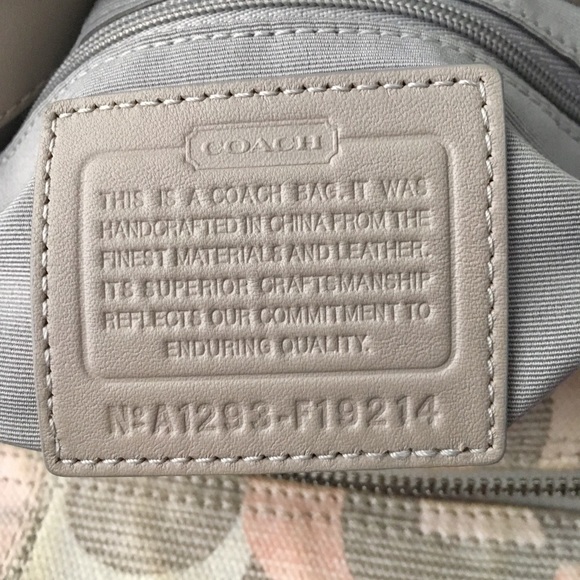 COACH
THIS IS A COACH BAG. IT WAS
HANDCRAFTED IN CHINA FROM THE
FINEST MATERIALS AND LEATHER.
ITS SUPERIOR CRAFTSMANSHIP
REFLECTS OUR COMMITMENT TO
ENDURING QUALITY.
№A1293-F19214